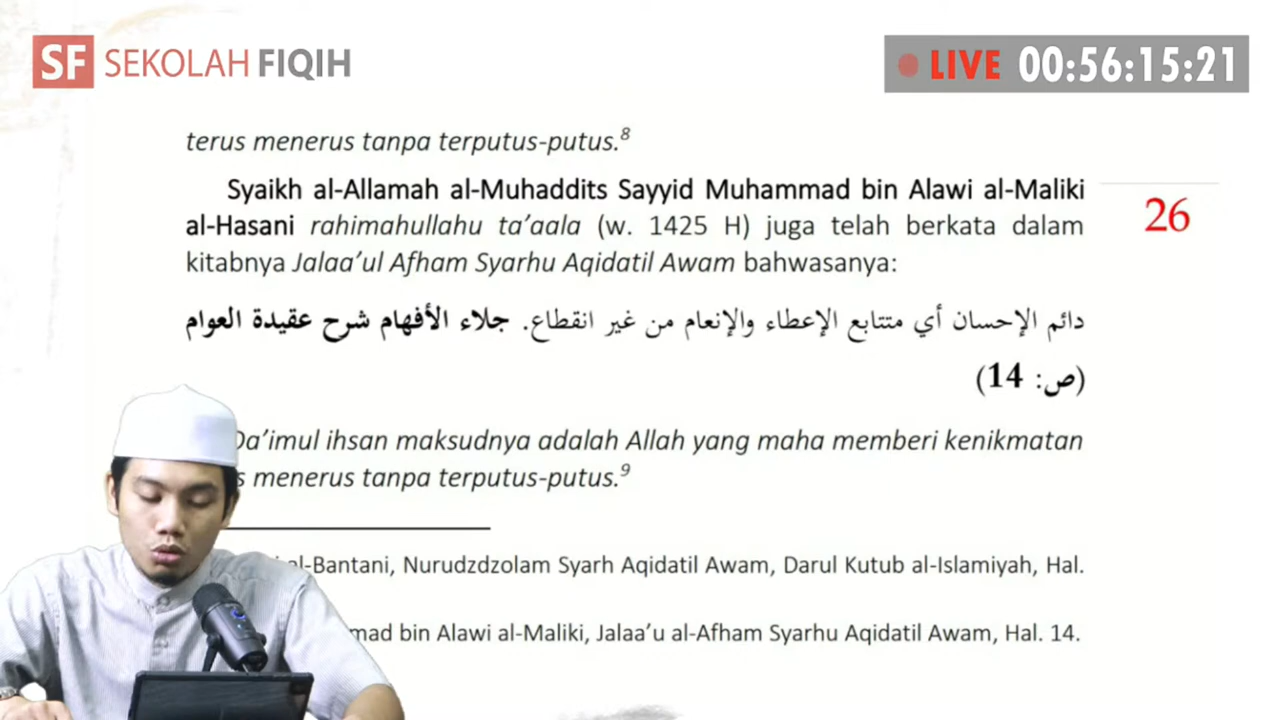 SF SEKOLAH FIQIH
LIVE 00:56:15:21
terus menerus tanpa terputus-putus.⁸
Syaikh al-Allamah al-Muhaddits Sayyid Muhammad bin Alawi al-Maliki
26
al-Hasani rahimahullahu ta’aala (w. 1425 H) juga telah berkata dalam
kitabnya Jalaa’ul Afham Syarhu Aqidatil Awam bahwasanya:
دائم الإحسان أي متتابع الإعطاء والإنعام من غير انقطاع. جلاء الأفهام شرح عقيدة العوام
(ص: 14)
Da’imul ihsan maksudnya adalah Allah yang maha memberi kenikmatan
menerus tanpa terputus-putus.⁹
al-Bantani, Nurudzdzolam Syarh Aqidatil Awam, Darul Kutub al-Islamiyah, Hal.
bin Alawi al-Maliki, Jalaa’u al-Afham Syarhu Aqidatil Awam, Hal. 14.